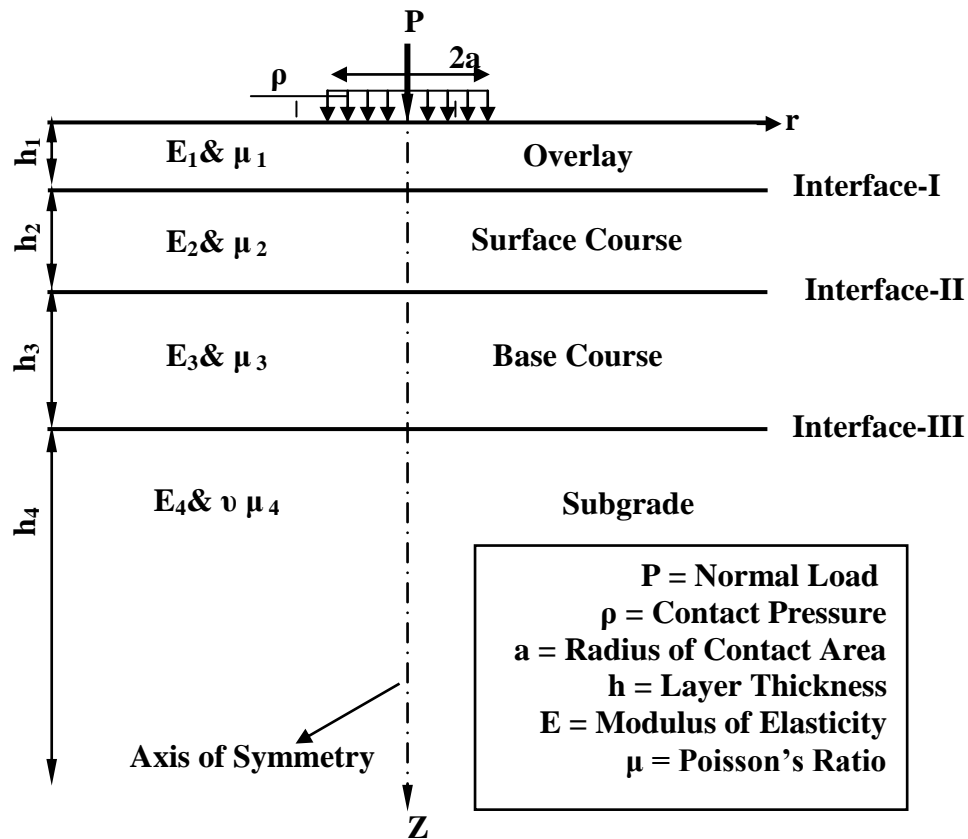 P
2a
ρ
r
h₁
E₁& μ ₁
Overlay
Interface-I
h₂
E₂& μ ₂
Surface Course
Interface-II
h₃
E₃& μ ₃
Base Course
Interface-III
h₄
E₄& υ μ ₄
Subgrade
P = Normal Load
ρ = Contact Pressure
a = Radius of Contact Area
h = Layer Thickness
E = Modulus of Elasticity
μ = Poisson’s Ratio
Axis of Symmetry
Z